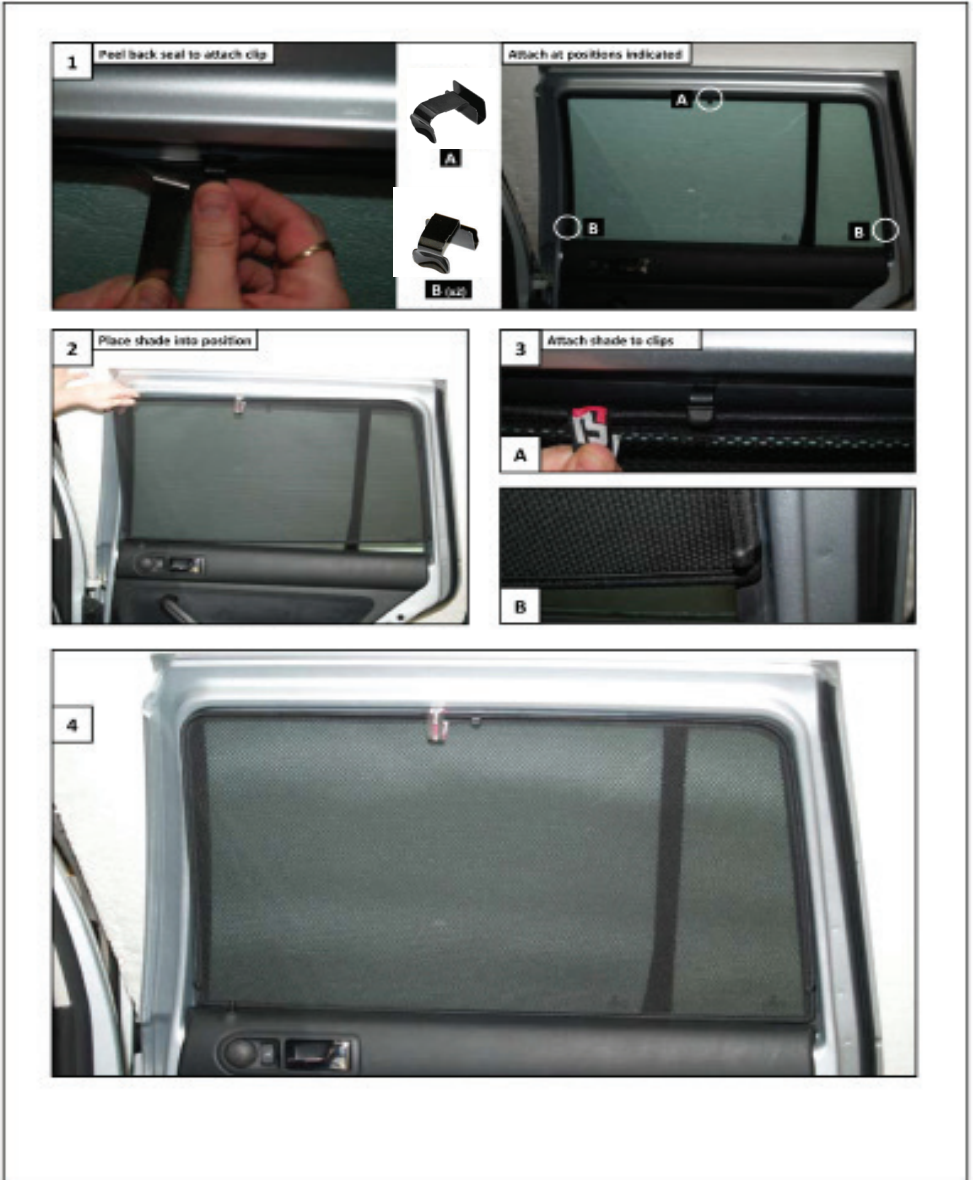 1
Peel back seal to attach clip
A
B (x2)
Attach at positions indicated
A
B
B
2
Place shade into position
3
Attach shade to clips
A
B
4